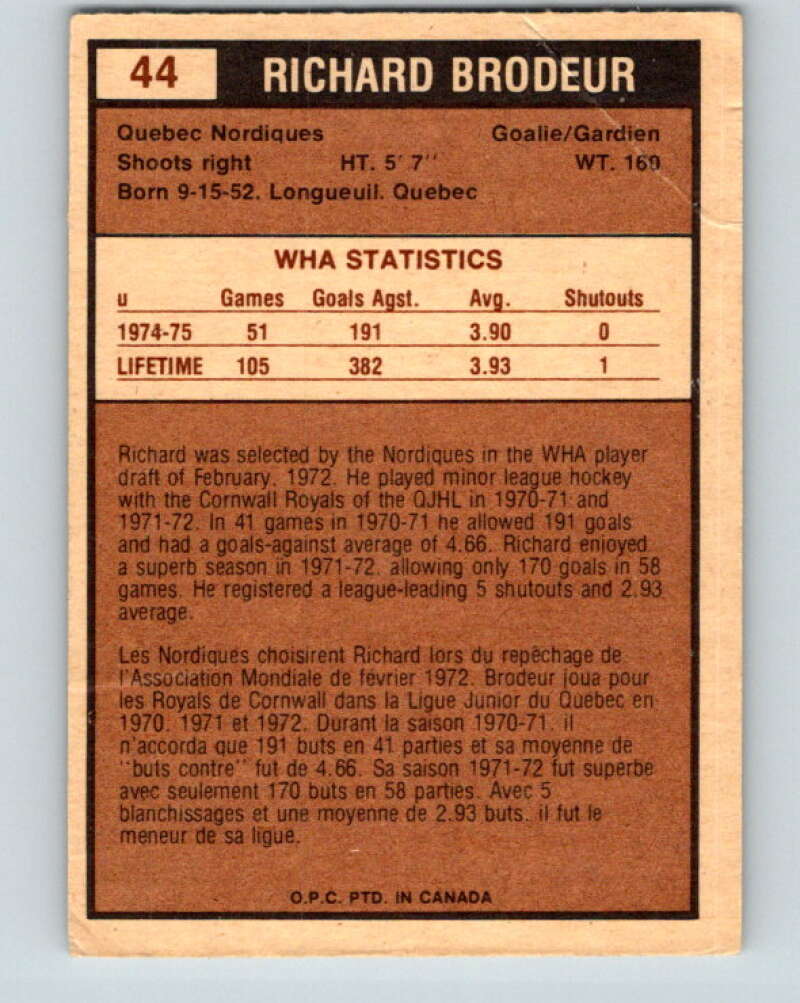 44 RICHARD BRODEUR
Quebec Nordiques Goalie/Gardien
Shoots right HT. 5' 7'' WT. 160
Born 9-15-52. Longueuil. Quebec
WHA STATISTICS
u Games Goals Agst. Avg. Shutouts
1974-75 51 191 3.90 0
LIFETIME 105 382 3.93 1
Richard was selected by the Nordiques in the WHA player
draft of February, 1972. He played minor league hockey
with the Cornwall Royals of the QJHL in 1970-71 and
1971-72. In 41 games in 1970-71 he allowed 191 goals
and had a goals-against average of 4.66. Richard enjoyed
a superb season in 1971-72, allowing only 170 goals in 58
games. He registered a league-leading 5 shutouts and 2.93
average.
Les Nordiques choisirent Richard lors du repêchage de
l'Association Mondiale de février 1972. Brodeur joua pour
les Royals de Cornwall dans la Ligue Junior du Québec en
1970, 1971 et 1972. Durant la saison 1970-71, il
n'accorda que 191 buts en 41 parties et sa moyenne de
"buts contre" fut de 4.66. Sa saison 1971-72 fut superbe
avec seulement 170 buts en 58 parties. Avec 5
blanchissages et une moyenne de 2.93 buts, il fut le
meneur de sa ligue.
O.P.C. PTD. IN CANADA